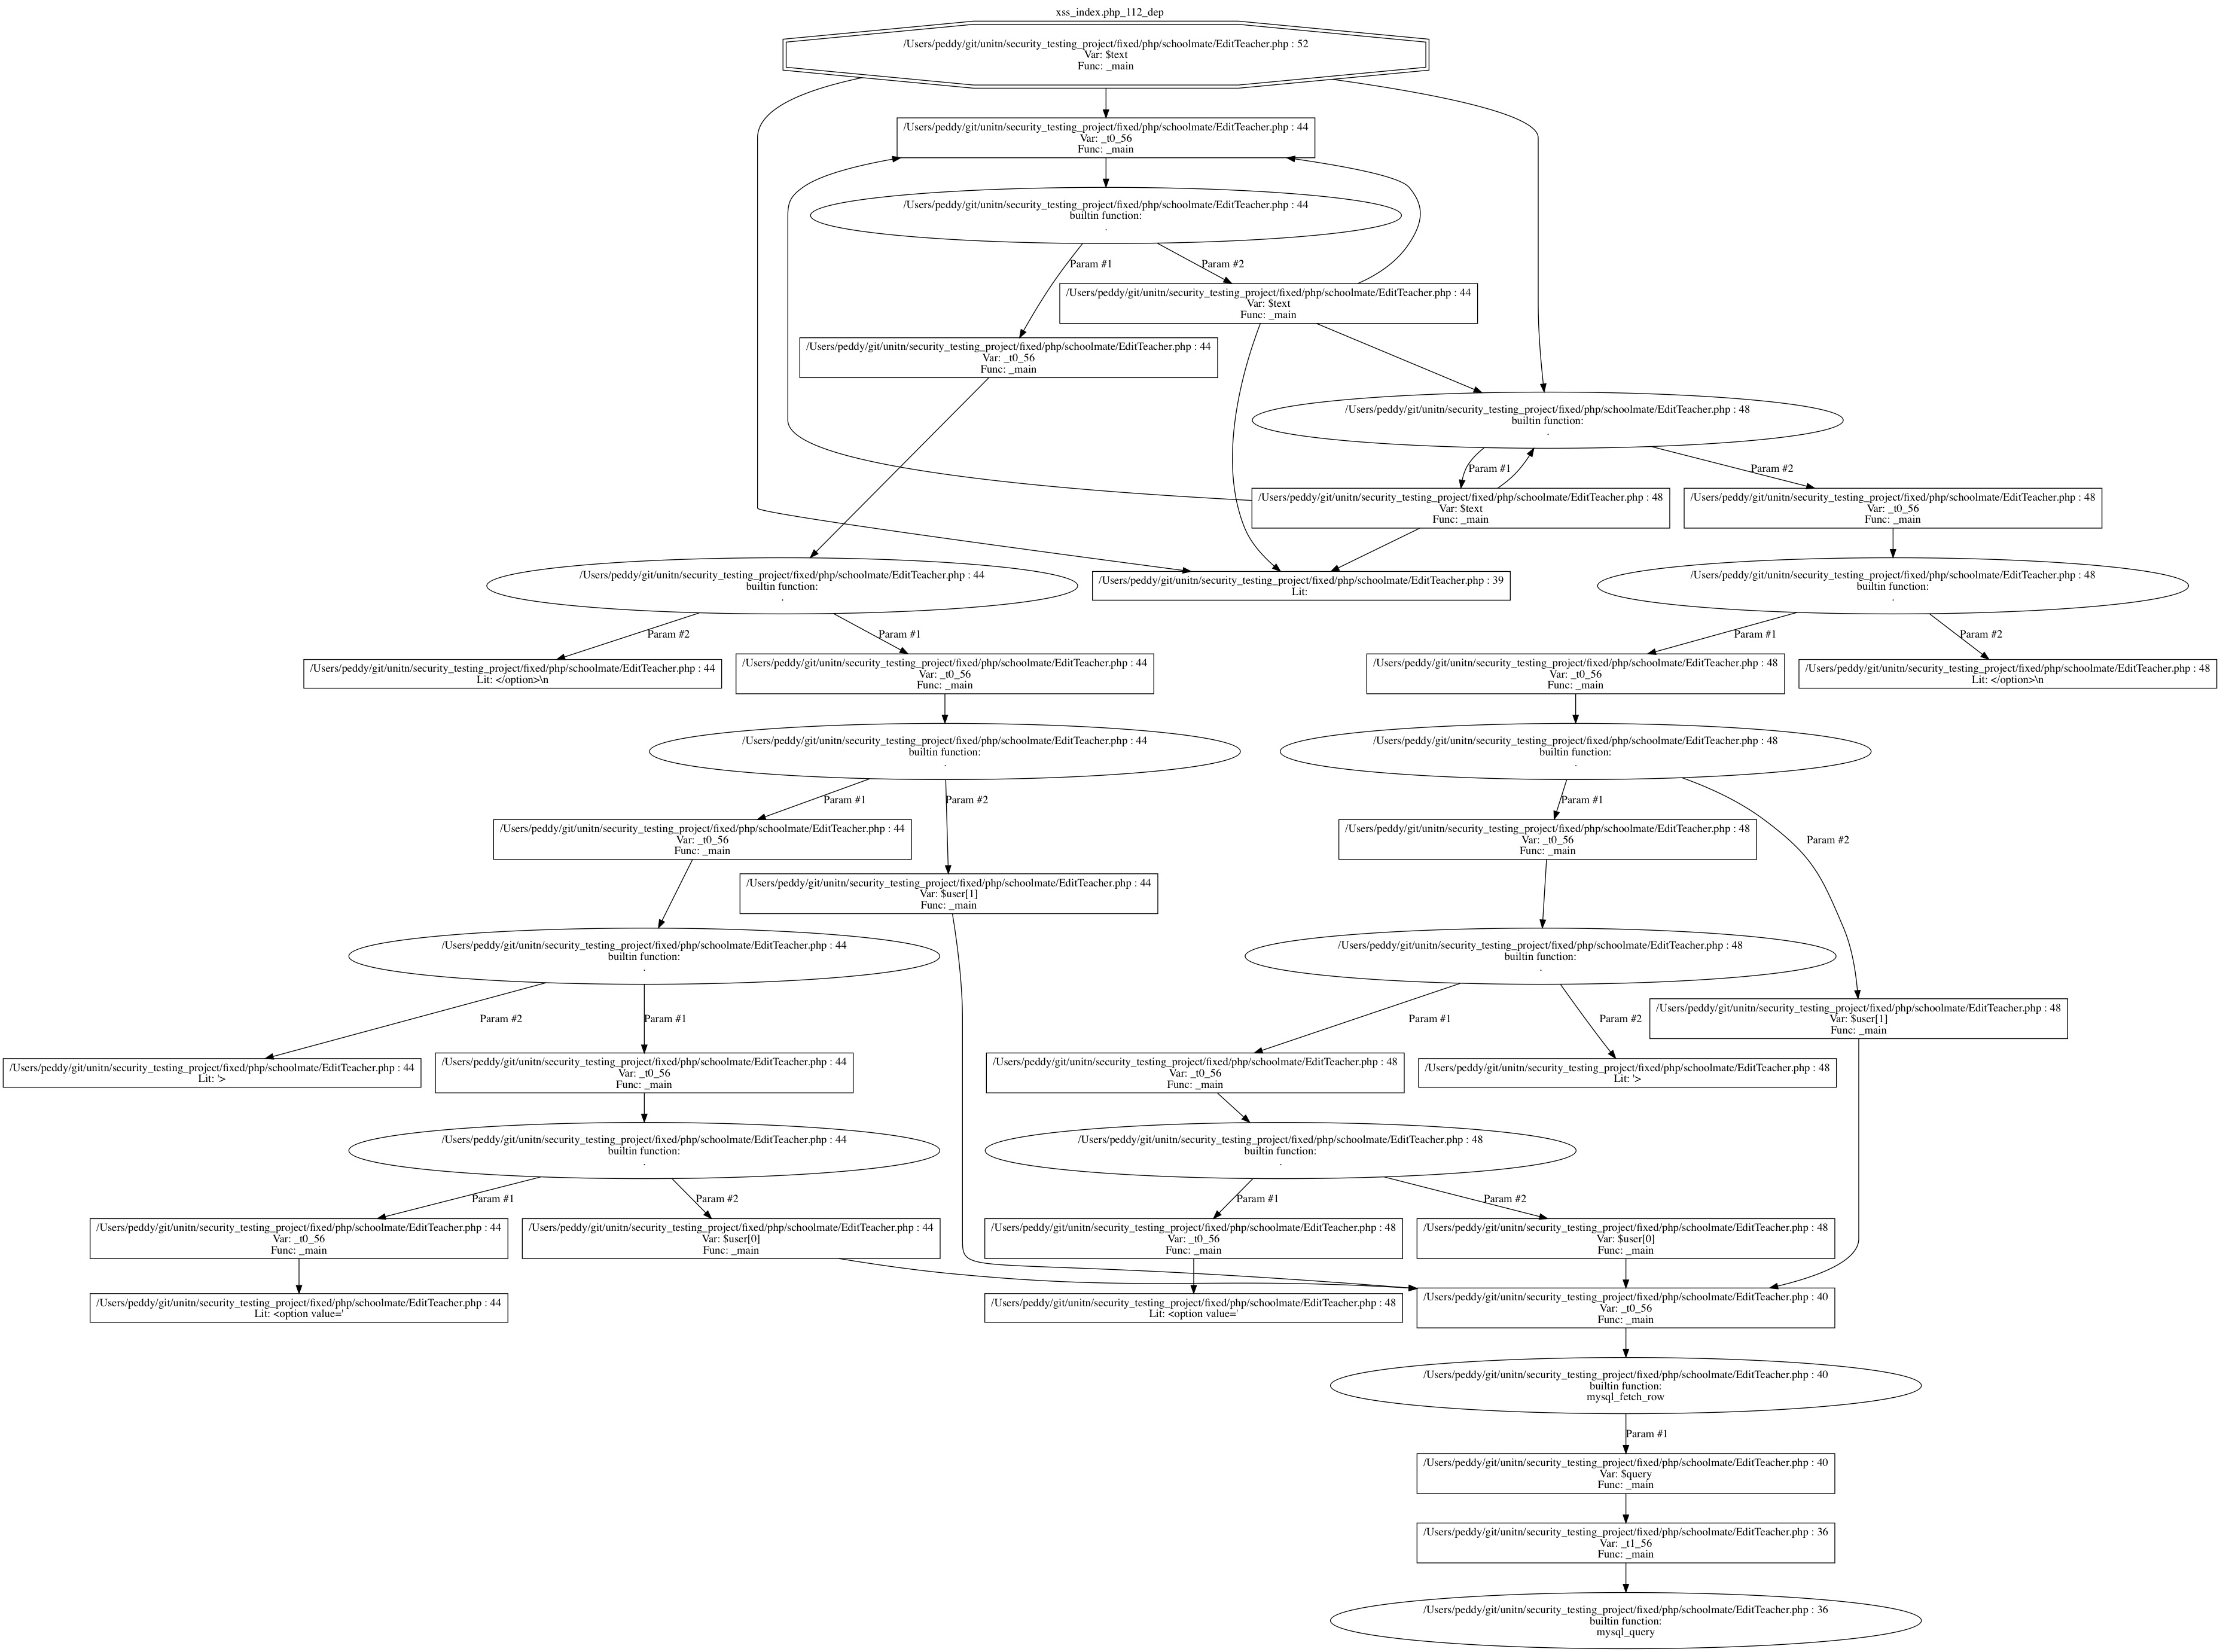 xss_index.php_112_dep
/Users/peddy/git/unitn/security_testing_project/fixed/php/schoolmate/EditTeacher.php : 52
Var: $text
Func: _main
/Users/peddy/git/unitn/security_testing_project/fixed/php/schoolmate/EditTeacher.php : 44
Var: _t0_56
Func: _main
/Users/peddy/git/unitn/security_testing_project/fixed/php/schoolmate/EditTeacher.php : 44
builtin function:
.
Param #1
Param #2
/Users/peddy/git/unitn/security_testing_project/fixed/php/schoolmate/EditTeacher.php : 44
Var: $text
Func: _main
/Users/peddy/git/unitn/security_testing_project/fixed/php/schoolmate/EditTeacher.php : 44
Var: _t0_56
Func: _main
/Users/peddy/git/unitn/security_testing_project/fixed/php/schoolmate/EditTeacher.php : 48
builtin function:
.
Param #1
Param #2
/Users/peddy/git/unitn/security_testing_project/fixed/php/schoolmate/EditTeacher.php : 48
Var: $text
Func: _main
/Users/peddy/git/unitn/security_testing_project/fixed/php/schoolmate/EditTeacher.php : 48
Var: _t0_56
Func: _main
/Users/peddy/git/unitn/security_testing_project/fixed/php/schoolmate/EditTeacher.php : 44
builtin function:
.
/Users/peddy/git/unitn/security_testing_project/fixed/php/schoolmate/EditTeacher.php : 39
Lit:
/Users/peddy/git/unitn/security_testing_project/fixed/php/schoolmate/EditTeacher.php : 48
builtin function:
.
Param #2
Param #1
Param #1
Param #2
/Users/peddy/git/unitn/security_testing_project/fixed/php/schoolmate/EditTeacher.php : 44
Lit: </option>\n
/Users/peddy/git/unitn/security_testing_project/fixed/php/schoolmate/EditTeacher.php : 44
Var: _t0_56
Func: _main
/Users/peddy/git/unitn/security_testing_project/fixed/php/schoolmate/EditTeacher.php : 48
Var: _t0_56
Func: _main
/Users/peddy/git/unitn/security_testing_project/fixed/php/schoolmate/EditTeacher.php : 48
Lit: </option>\n
/Users/peddy/git/unitn/security_testing_project/fixed/php/schoolmate/EditTeacher.php : 44
builtin function:
.
/Users/peddy/git/unitn/security_testing_project/fixed/php/schoolmate/EditTeacher.php : 48
builtin function:
.
Param #1
Param #2
Param #1
Param #2
/Users/peddy/git/unitn/security_testing_project/fixed/php/schoolmate/EditTeacher.php : 44
Var: _t0_56
Func: _main
/Users/peddy/git/unitn/security_testing_project/fixed/php/schoolmate/EditTeacher.php : 48
Var: _t0_56
Func: _main
/Users/peddy/git/unitn/security_testing_project/fixed/php/schoolmate/EditTeacher.php : 44
Var: $user[1]
Func: _main
/Users/peddy/git/unitn/security_testing_project/fixed/php/schoolmate/EditTeacher.php : 44
builtin function:
.
/Users/peddy/git/unitn/security_testing_project/fixed/php/schoolmate/EditTeacher.php : 48
builtin function:
.
Param #2
Param #1
Param #1
Param #2
/Users/peddy/git/unitn/security_testing_project/fixed/php/schoolmate/EditTeacher.php : 48
Var: $user[1]
Func: _main
/Users/peddy/git/unitn/security_testing_project/fixed/php/schoolmate/EditTeacher.php : 44
Lit: '>
/Users/peddy/git/unitn/security_testing_project/fixed/php/schoolmate/EditTeacher.php : 44
Var: _t0_56
Func: _main
/Users/peddy/git/unitn/security_testing_project/fixed/php/schoolmate/EditTeacher.php : 48
Var: _t0_56
Func: _main
/Users/peddy/git/unitn/security_testing_project/fixed/php/schoolmate/EditTeacher.php : 48
Lit: '>
/Users/peddy/git/unitn/security_testing_project/fixed/php/schoolmate/EditTeacher.php : 44
builtin function:
.
/Users/peddy/git/unitn/security_testing_project/fixed/php/schoolmate/EditTeacher.php : 48
builtin function:
.
Param #1
Param #2
Param #1
Param #2
/Users/peddy/git/unitn/security_testing_project/fixed/php/schoolmate/EditTeacher.php : 44
Var: _t0_56
Func: _main
/Users/peddy/git/unitn/security_testing_project/fixed/php/schoolmate/EditTeacher.php : 44
Var: $user[0]
Func: _main
/Users/peddy/git/unitn/security_testing_project/fixed/php/schoolmate/EditTeacher.php : 48
Var: _t0_56
Func: _main
/Users/peddy/git/unitn/security_testing_project/fixed/php/schoolmate/EditTeacher.php : 48
Var: $user[0]
Func: _main
/Users/peddy/git/unitn/security_testing_project/fixed/php/schoolmate/EditTeacher.php : 44
Lit: <option value='
/Users/peddy/git/unitn/security_testing_project/fixed/php/schoolmate/EditTeacher.php : 48
Lit: <option value='
/Users/peddy/git/unitn/security_testing_project/fixed/php/schoolmate/EditTeacher.php : 40
Var: _t0_56
Func: _main
/Users/peddy/git/unitn/security_testing_project/fixed/php/schoolmate/EditTeacher.php : 40
builtin function:
mysql_fetch_row
Param #1
/Users/peddy/git/unitn/security_testing_project/fixed/php/schoolmate/EditTeacher.php : 40
Var: $query
Func: _main
/Users/peddy/git/unitn/security_testing_project/fixed/php/schoolmate/EditTeacher.php : 36
Var: _t1_56
Func: _main
/Users/peddy/git/unitn/security_testing_project/fixed/php/schoolmate/EditTeacher.php : 36
builtin function:
mysql_query